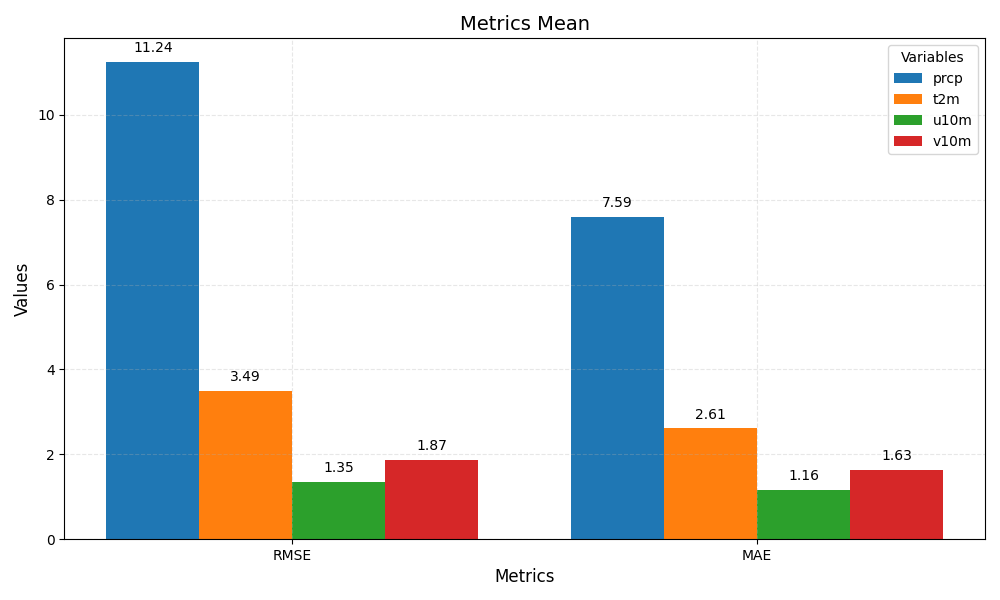 Metrics Mean
11.24
3.49
1.35
1.87
7.59
2.61
1.16
1.63
Variables
prcp
t2m
u10m
v10m
10
8
6
4
2
0
Values
RMSE
MAE
Metrics